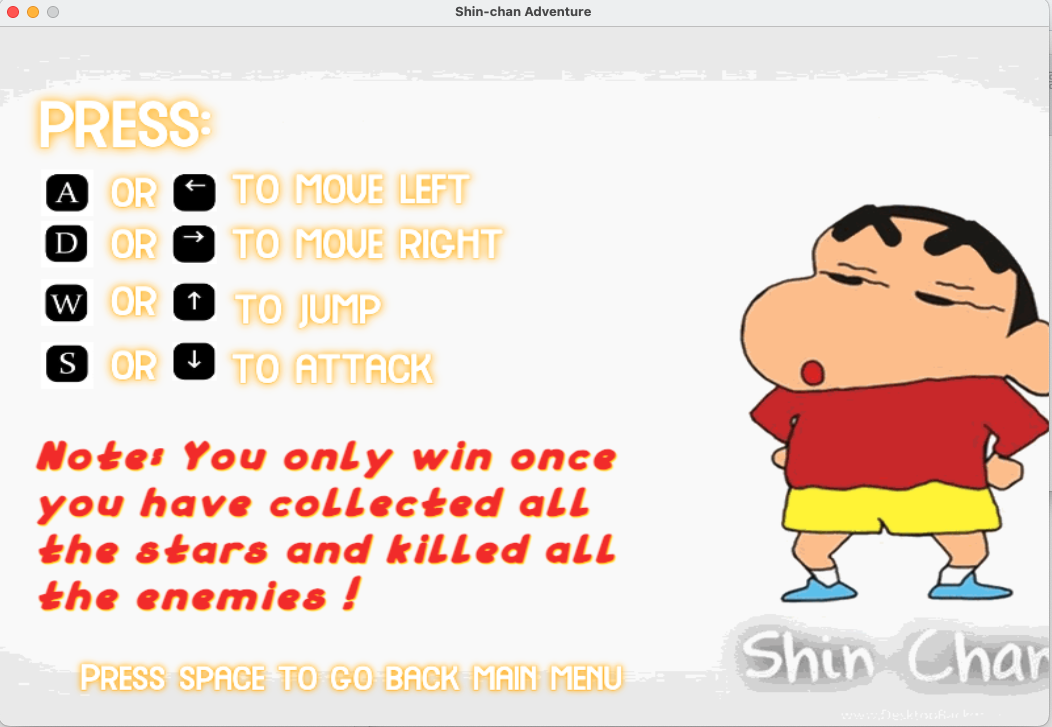 Shin-chan Adventure
PRESS:
A OR ← TO MOVE LEFT
D OR → TO MOVE RIGHT
W OR ↑ TO JUMP
S OR ↓ TO ATTACK
Note: You only win once
you have collected all
the stars and killed all
the enemies !
PRESS SPACE TO GO BACK MAIN MENU
Shin Chan